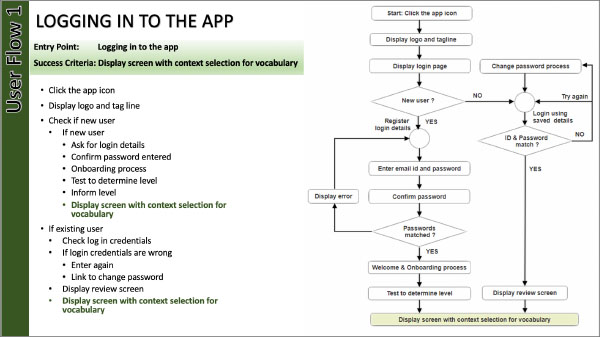 User Flow 1
LOGGING IN TO THE APP
Entry Point: Logging in to the app
Success Criteria: Display screen with context selection for vocabulary
• Click the app icon
• Display logo and tag line
• Check if new user
• If new user
• Ask for login details
• Confirm password entered
• Onboarding process
• Test to determine level
• Inform level
• Display screen with context selection for
vocabulary
• If existing user
• Check log in credentials
• If login credentials are wrong
• Enter again
• Link to change password
• Display review screen
• Display screen with context selection for
vocabulary
Start: Click the app icon
Display logo and tagline
Display login page
Change password process
New user ?
NO
Try again
YES
Register
login details
Login using
saved details
ID & Password
match ?
NO
YES
Enter email id and password
Display error
Confirm password
Passwords
matched ?
YES
Welcome & Onboarding process
Test to determine level
Display review screen
Display screen with context selection for vocabulary